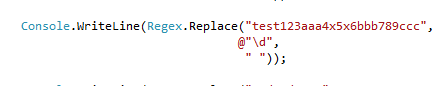 Console.WriteLine(Regex.Replace("test123aaa4x5x6bbb789ccc",
@"\d",
" "));